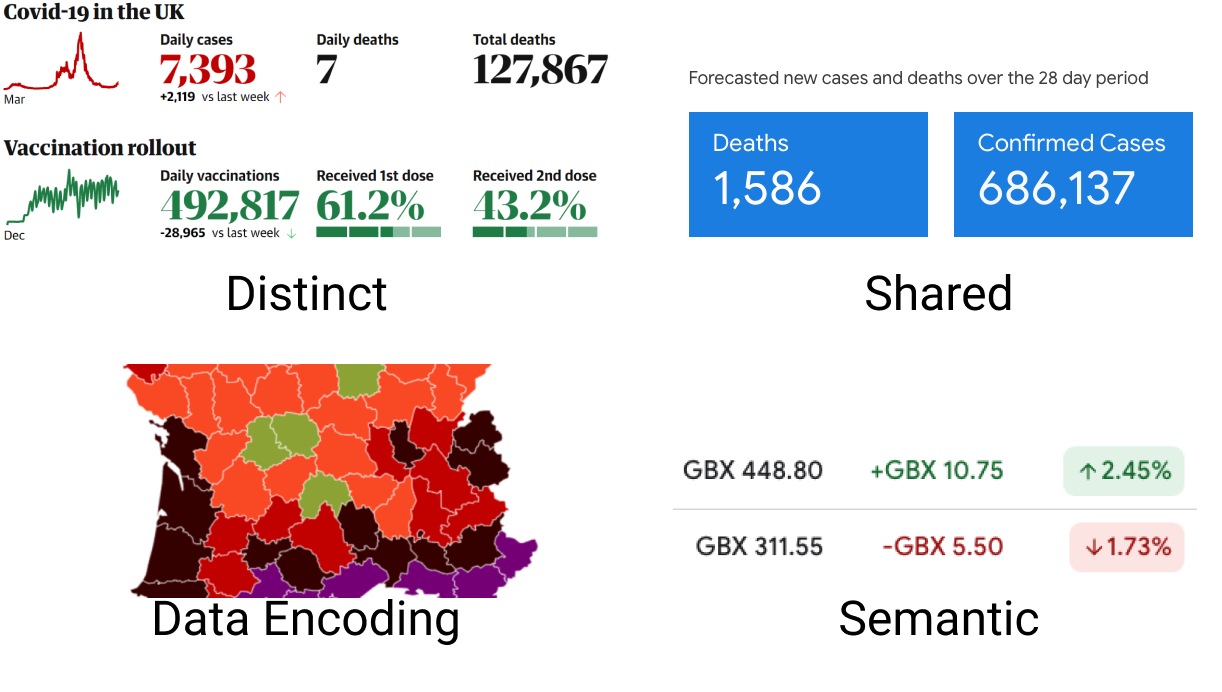 Covid-19 in the UK
Daily cases
Daily deaths
Total deaths
7,393
7
127,867
+2,119 vs last week ↑
Mar
Vaccination rollout
Daily vaccinations
Received 1st dose
Received 2nd dose
492,817
61.2%
43.2%
-28,965 vs last week ↓
Dec
Distinct
Forecasted new cases and deaths over the 28 day period
Deaths
Confirmed Cases
1,586
686,137
Shared
Data Encoding
GBX 448.80
+GBX 10.75
↑ 2.45%
GBX 311.55
-GBX 5.50
↓ 1.73%
Semantic